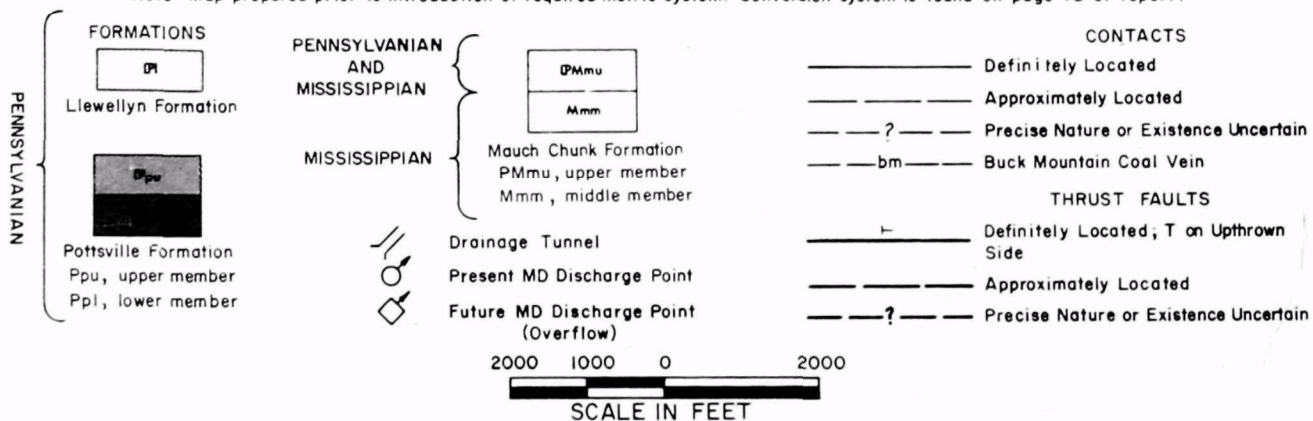 FORMATIONS
ℙl
Llewellyn Formation
PENNSYLVANIAN
ℙpu
Pottsville Formation
Ppu, upper member
Ppl, lower member
PENNSYLVANIAN
AND
MISSISSIPPIAN
MISSISSIPPIAN
ℙMmu
Mmm
Mauch Chunk Formation
PMmu, upper member
Mmm, middle member
Drainage Tunnel
Present MD Discharge Point
Future MD Discharge Point
(Overflow)
CONTACTS
Definitely Located
Approximately Located
? Precise Nature or Existence Uncertain
bm Buck Mountain Coal Vein
THRUST FAULTS
Definitely Located; T on Upthrown
Side
Approximately Located
? Precise Nature or Existence Uncertain
2000 1000 0 2000
SCALE IN FEET